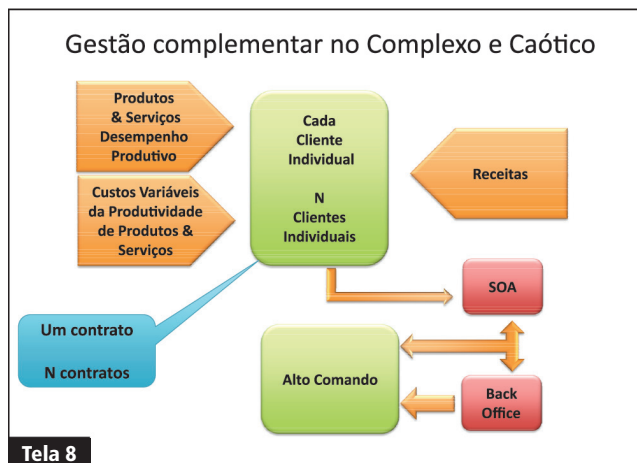 Gestão complementar no Complexo e Caótico
Produtos
& Serviços
Desempenho
Produtivo
Custos Variáveis
da Produtividade
de Produtos &
Serviços
Cada
Cliente
Individual
N
Clientes
Individuais
Receitas
Um contrato
N contratos
SOA
Alto Comando
Back
Office
Tela 8